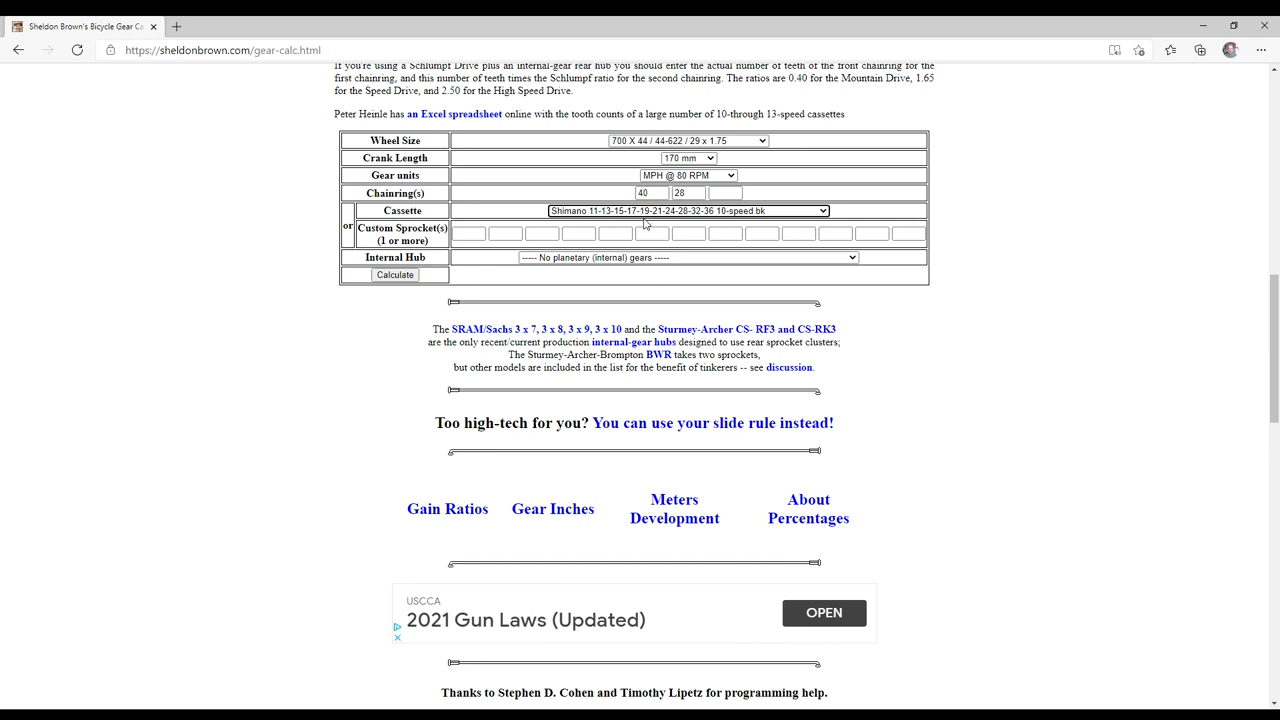 Sheldon Brown's Bicycle Gear Ca
https://sheldonbrown.com/gear-calc.html
If you're using a Schlumpf Drive plus an internal-gear rear hub you should enter the actual number of teeth of the front chainring for the
first chainring, and this number of teeth times the Schlumpf ratio for the second chainring. The ratios are 0.40 for the Mountain Drive, 1.65
for the Speed Drive, and 2.50 for the High Speed Drive.
Peter Heinle has an Excel spreadsheet online with the tooth counts of a large number of 10-through 13-speed cassettes
Wheel Size 700 X 44 / 44-622 / 29 x 1.75
Crank Length 170 mm
Gear units MPH @ 80 RPM
Chainring(s) 40 28
Cassette Shimano 11-13-15-17-19-21-24-28-32-36 10-speed bk
or
Custom Sprocket(s)
(1 or more)
Internal Hub ----- No planetary (internal) gears -----
Calculate
The SRAM/Sachs 3 x 7, 3 x 8, 3 x 9, 3 x 10 and the Sturmey-Archer CS- RF3 and CS-RK3
are the only recent/current production internal-gear hubs designed to use rear sprocket clusters;
The Sturmey-Archer-Brompton BWR takes two sprockets,
but other models are included in the list for the benefit of tinkerers -- see discussion.
Too high-tech for you? You can use your slide rule instead!
Gain Ratios Gear Inches Meters Development About Percentages
USCCA
2021 Gun Laws (Updated)
OPEN
Thanks to Stephen D. Cohen and Timothy Lipetz for programming help.